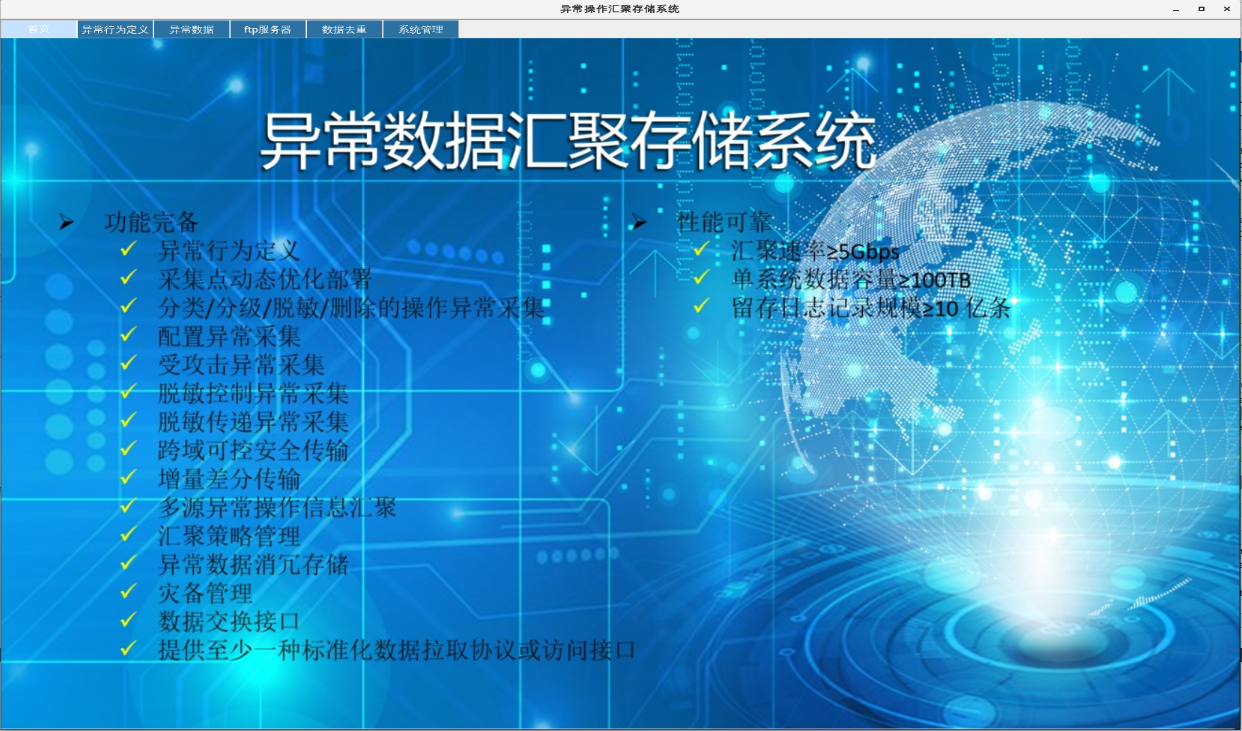 异常操作汇聚存储系统
首页 异常行为定义 异常数据 ftp服务器 数据去重 系统管理
异常数据汇聚存储系统
功能完备
异常行为定义
采集点动态优化部署
分类/分级/脱敏/删除的操作异常采集
配置异常采集
受攻击异常采集
脱敏控制异常采集
脱敏传递异常采集
跨域可控安全传输
增量差分传输
多源异常操作信息汇聚
汇聚策略管理
异常数据消冗存储
灾备管理
数据交换接口
提供至少一种标准化数据拉取协议或访问接口
性能可靠
汇聚速率≥5Gbps
单系统数据容量≥100TB
留存日志记录规模≥10 亿条